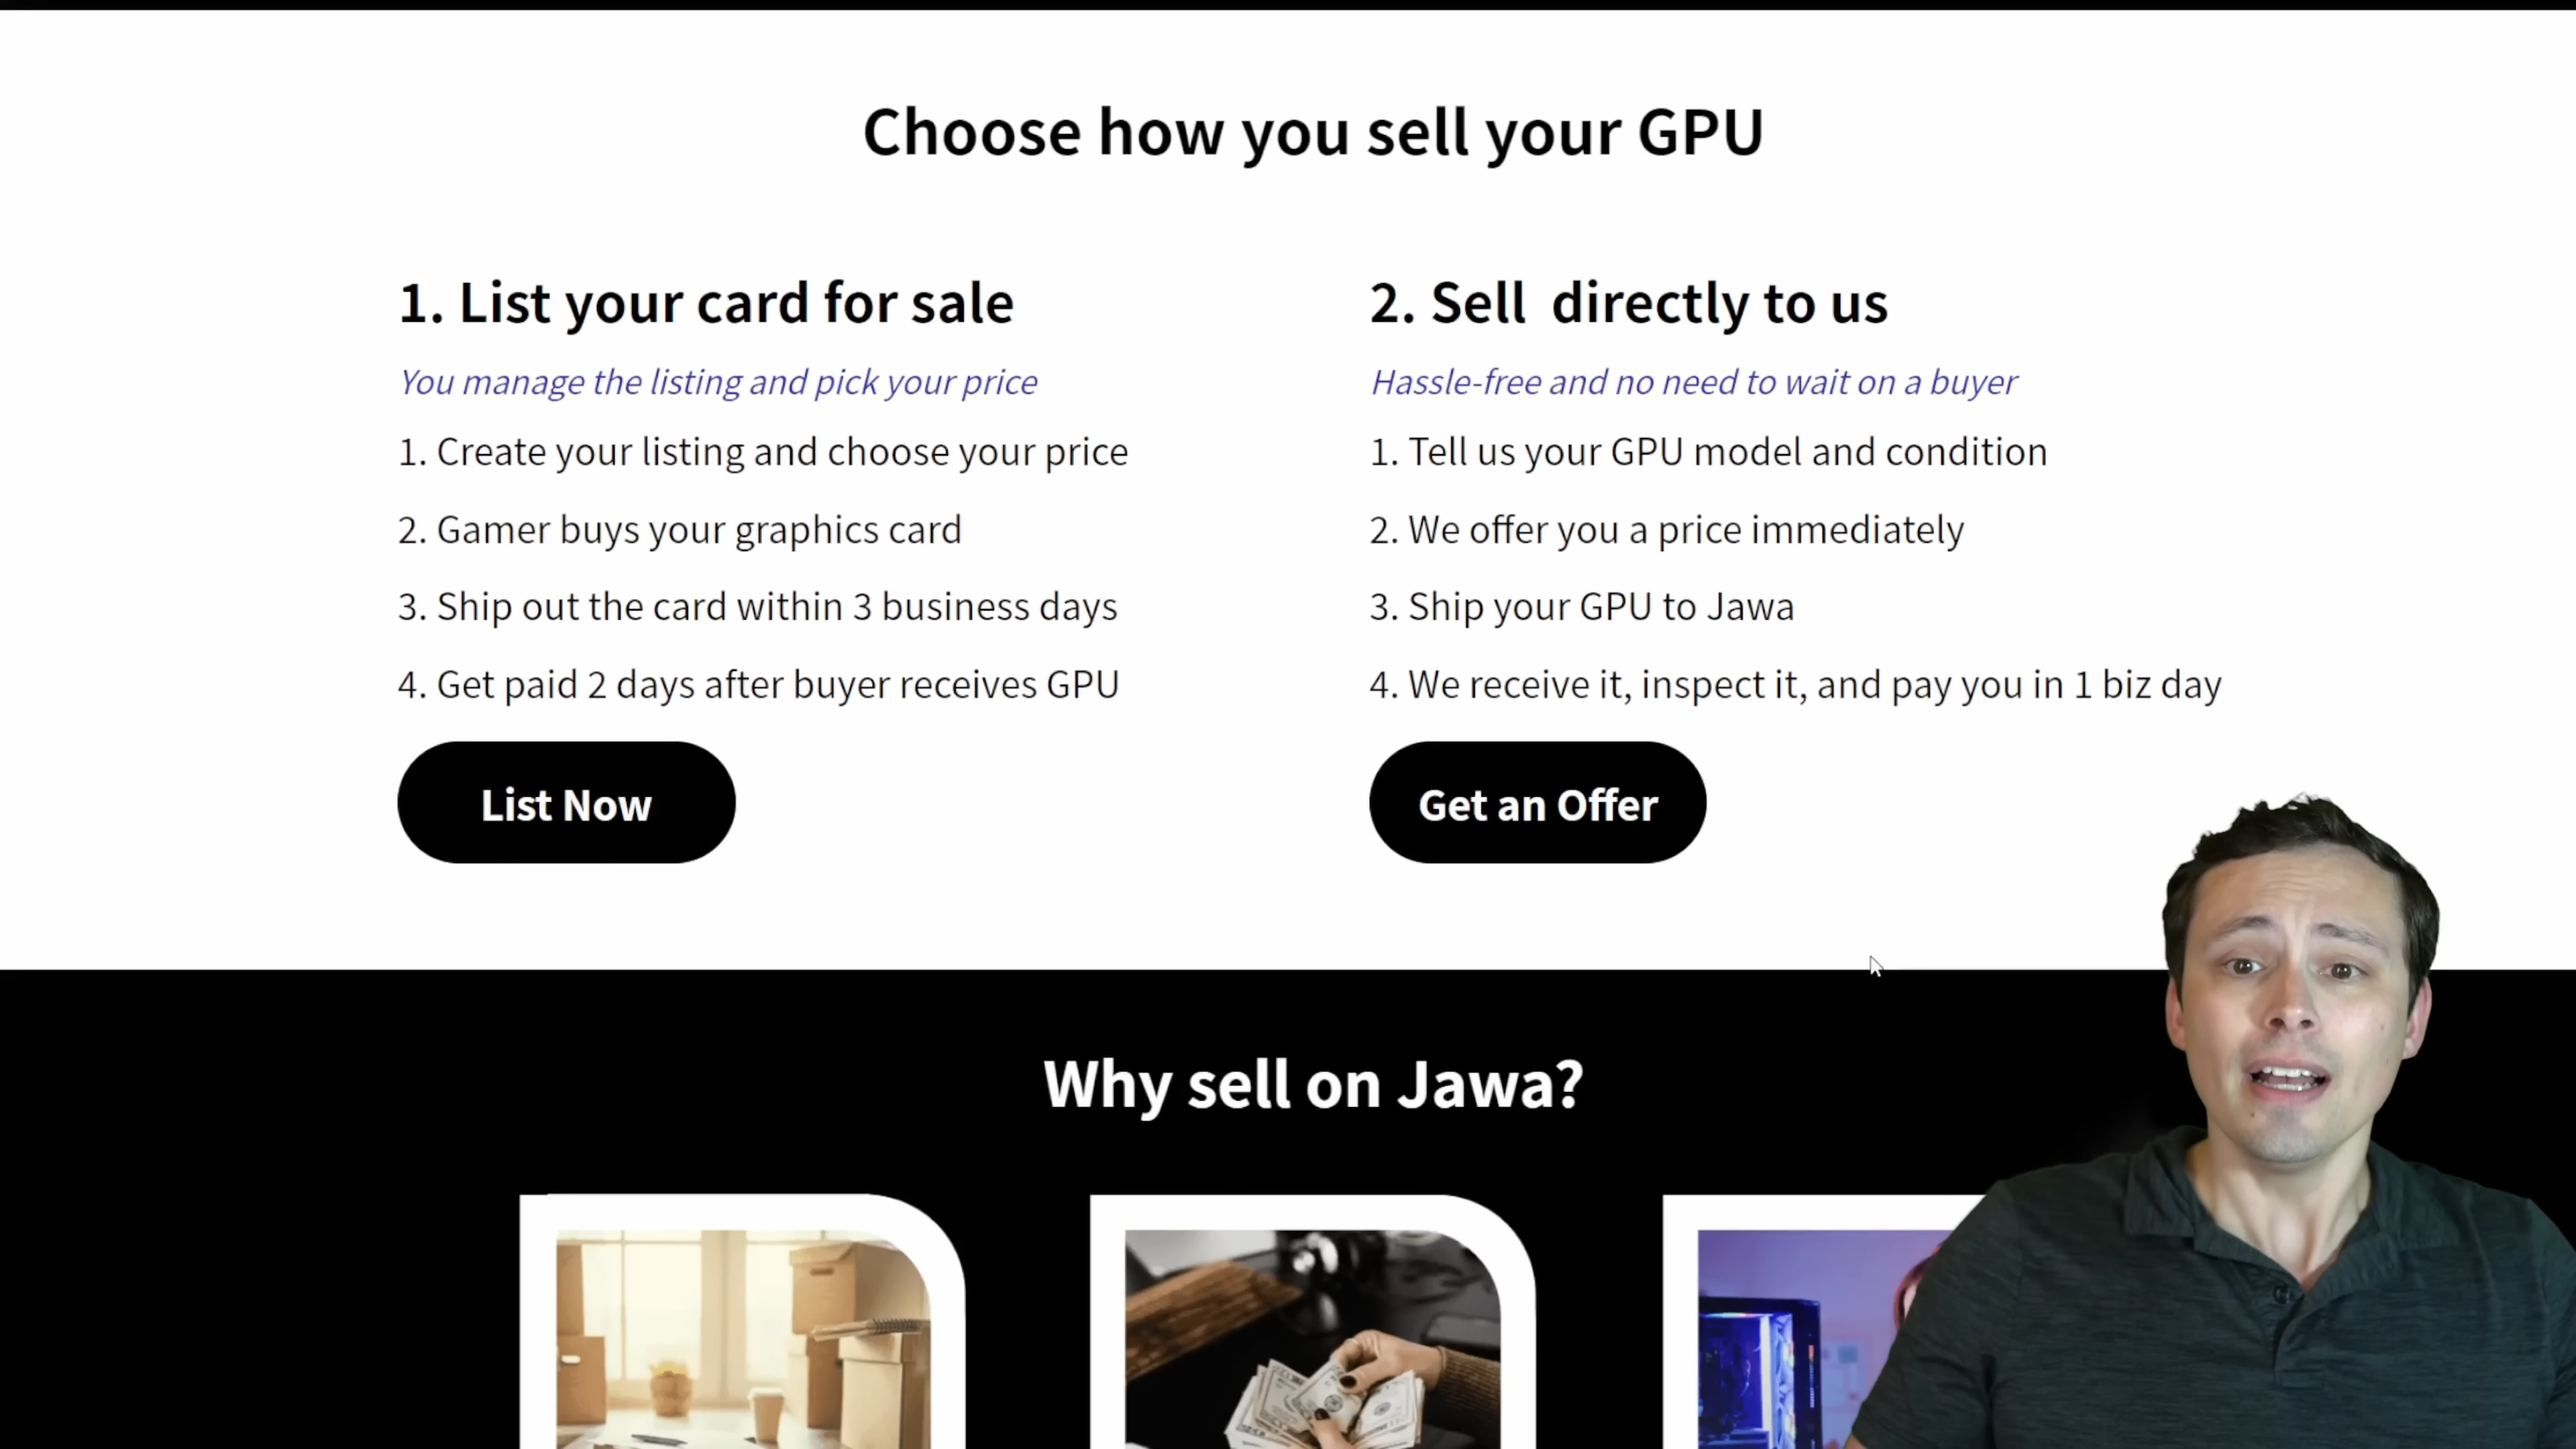 Choose how you sell your GPU
1. List your card for sale
You manage the listing and pick your price
1. Create your listing and choose your price
2. Gamer buys your graphics card
3. Ship out the card within 3 business days
4. Get paid 2 days after buyer receives GPU
List Now
2. Sell  directly to us
Hassle-free and no need to wait on a buyer
1. Tell us your GPU model and condition
2. We offer you a price immediately
3. Ship your GPU to Jawa
4. We receive it, inspect it, and pay you in 1 biz day
Get an Offer
Why sell on Jawa?